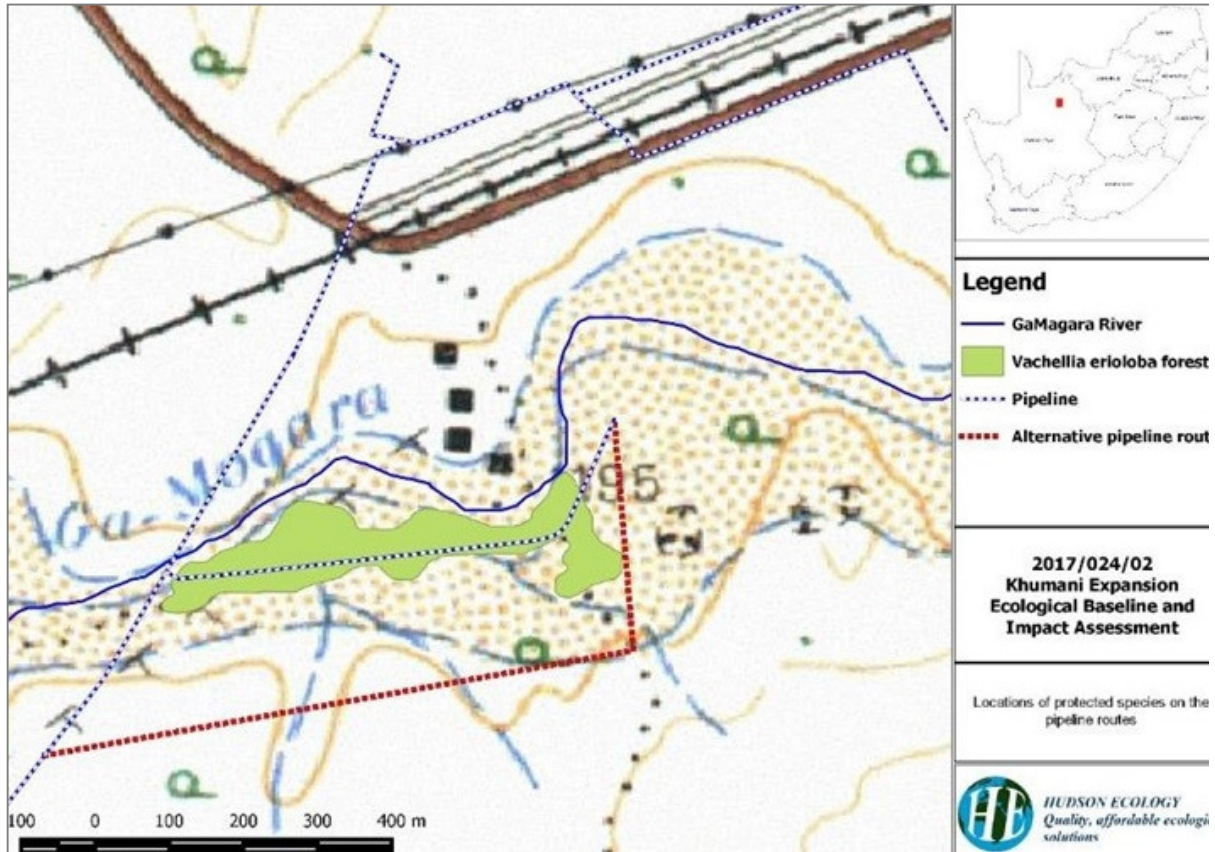 Ga-Mogara
195
100 0 100 200 300 400 m
Legend
GaMagara River
Vachellia erioloba forest
Pipeline
Alternative pipeline rout
2017/024/02
Khumani Expansion
Ecological Baseline and
Impact Assessment
Locations of protected species on the
pipeline routes
HE
HUDSON ECOLOGY
Quality, affordable ecologic
solutions